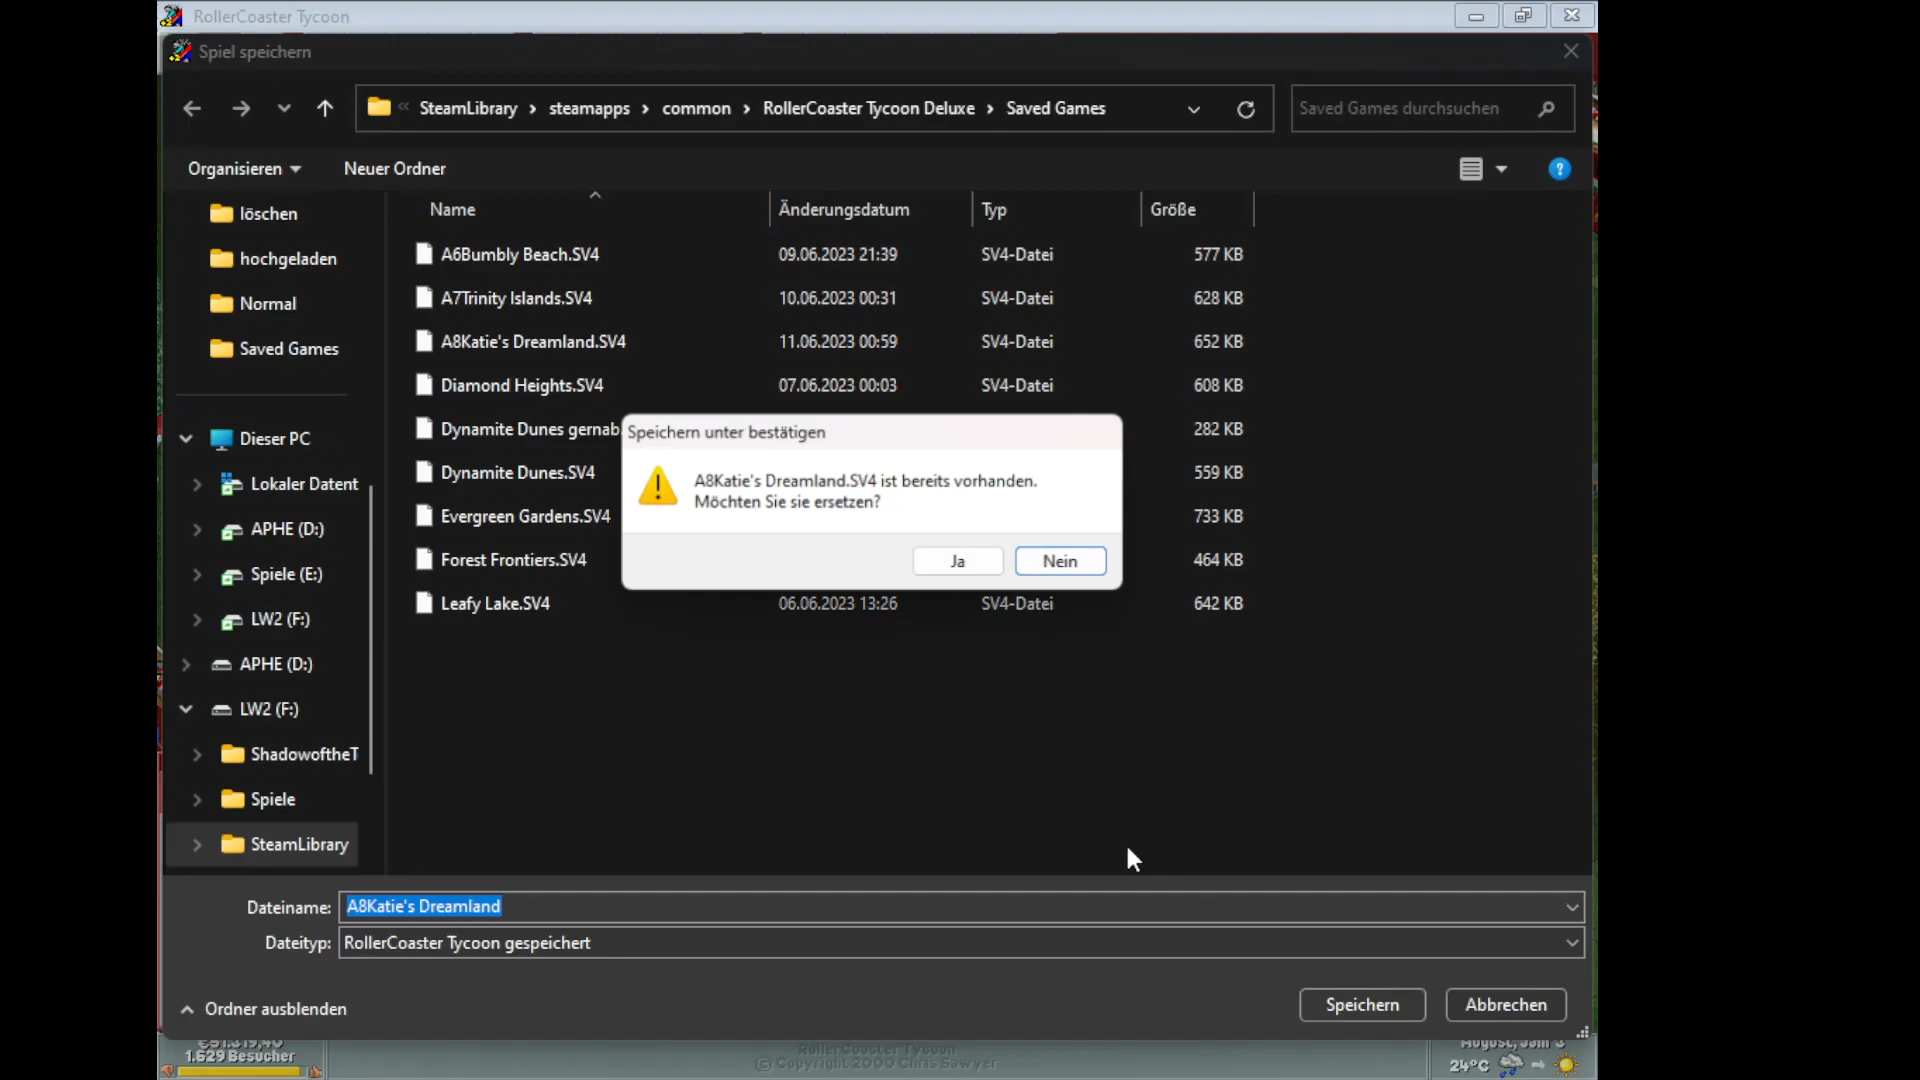 RollerCoaster Tycoon
Spiel speichern
« SteamLibrary › steamapps › common › RollerCoaster Tycoon Deluxe › Saved Games
Saved Games durchsuchen
Organisieren
Neuer Ordner
?
löschen
hochgeladen
Normal
Saved Games
Dieser PC
Lokaler Datent
APHE (D:)
Spiele (E:)
LW2 (F:)
APHE (D:)
LW2 (F:)
ShadowoftheT
Spiele
SteamLibrary
Name Änderungsdatum Typ Größe
A6Bumbly Beach.SV4 09.06.2023 21:39 SV4-Datei 577 KB
A7Trinity Islands.SV4 10.06.2023 00:31 SV4-Datei 628 KB
A8Katie's Dreamland.SV4 11.06.2023 00:59 SV4-Datei 652 KB
Diamond Heights.SV4 07.06.2023 00:03 SV4-Datei 608 KB
Dynamite Dunes gernab 282 KB
Dynamite Dunes.SV4 559 KB
Evergreen Gardens.SV4 733 KB
Forest Frontiers.SV4 464 KB
Leafy Lake.SV4 06.06.2023 13:26 SV4-Datei 642 KB
Speichern unter bestätigen
A8Katie's Dreamland.SV4 ist bereits vorhanden.
Möchten Sie sie ersetzen?
Ja Nein
Dateiname: A8Katie's Dreamland
Dateityp: RollerCoaster Tycoon gespeichert
Ordner ausblenden
Speichern Abbrechen
1.629 Besucher
RollerCoaster Tycoon
© Copyright 2000 Chris Sawyer
24°C